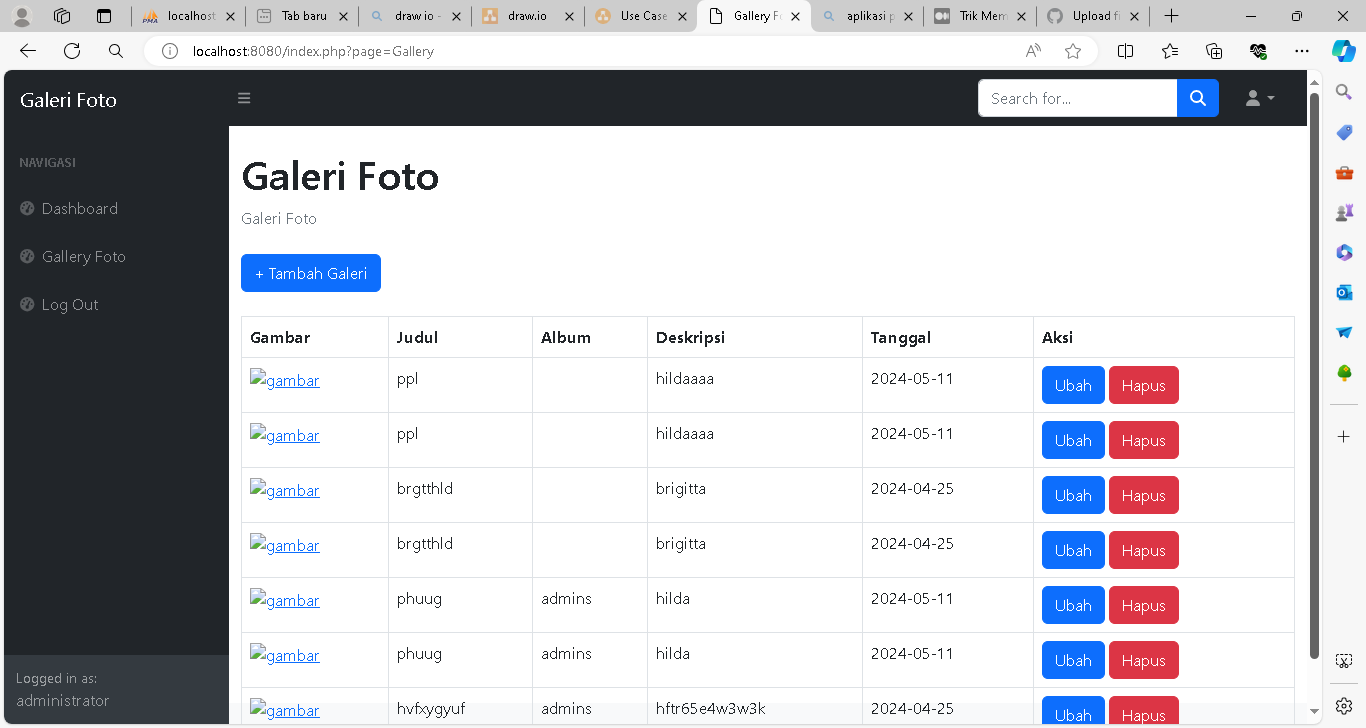 localhost
Tab baru
draw io -
draw.io
Use Case
Gallery F
aplikasi p
Trik Mem
Upload fi
localhost:8080/index.php?page=Gallery
Galeri Foto
Search for...
NAVIGASI
Dashboard
Gallery Foto
Log Out
Logged in as:
administrator
Galeri Foto
Galeri Foto
+ Tambah Galeri
Gambar Judul Album Deskripsi Tanggal Aksi
gambar ppl hildaaaa 2024-05-11 Ubah Hapus
gambar ppl hildaaaa 2024-05-11 Ubah Hapus
gambar brgtthld brigitta 2024-04-25 Ubah Hapus
gambar brgtthld brigitta 2024-04-25 Ubah Hapus
gambar phuug admins hilda 2024-05-11 Ubah Hapus
gambar phuug admins hilda 2024-05-11 Ubah Hapus
gambar hvfxygyuf admins hftr65e4w3w3k 2024-04-25 Ubah Hapus